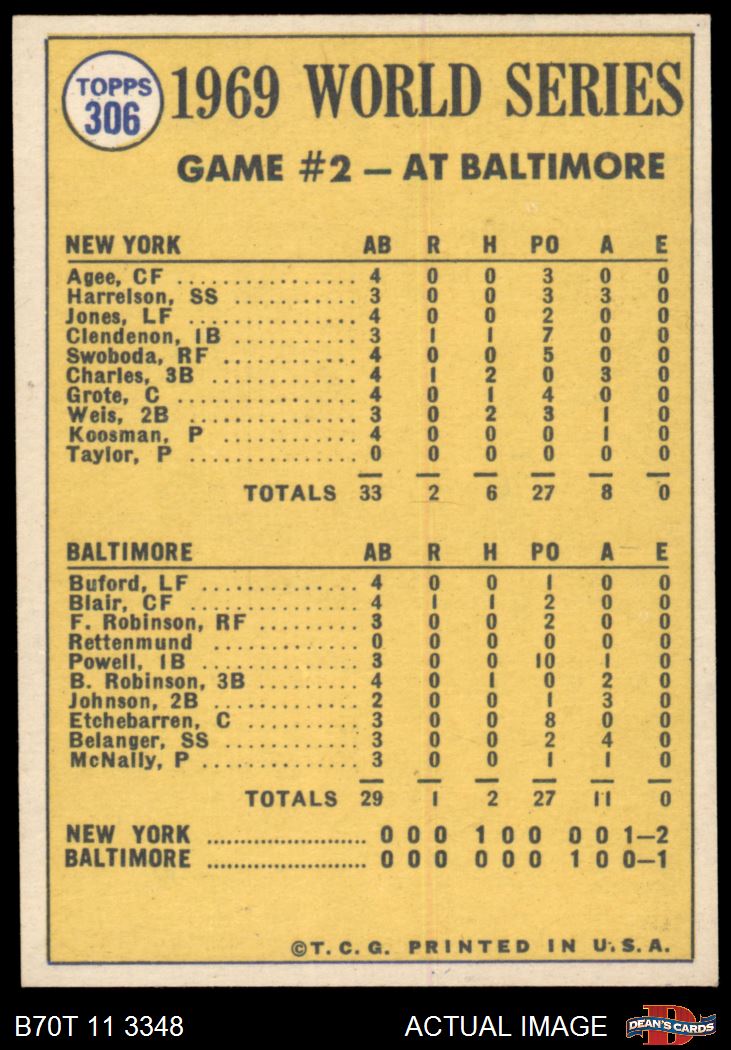 TOPPS
306
1969 WORLD SERIES
GAME #2 — AT BALTIMORE
NEW YORK AB R H PO A E
Agee, CF ................ 4 0 0 3 0 0
Harrelson, SS ............ 3 0 0 3 3 0
Jones, LF ................ 4 0 0 2 0 0
Clendenon, 1B ............ 3 1 1 7 0 0
Swoboda, RF ............. 4 0 0 5 0 0
Charles, 3B .............. 4 1 2 0 3 0
Grote, C ................. 4 0 1 4 0 0
Weis, 2B ................ 3 0 2 3 1 0
Koosman, P ............. 4 0 0 0 1 0
Taylor, P ................ 0 0 0 0 0 0
TOTALS 33 2 6 27 8 0
BALTIMORE AB R H PO A E
Buford, LF ............... 4 0 0 1 0 0
Blair, CF ................ 4 1 1 2 0 0
F. Robinson, RF ......... 3 0 0 2 0 0
Rettenmund .............. 0 0 0 0 0 0
Powell, 1B .............. 3 0 0 10 1 0
B. Robinson, 3B ......... 4 0 1 0 2 0
Johnson, 2B ............. 2 0 0 1 3 0
Etchebarren, C .......... 3 0 0 8 0 0
Belanger, SS ............ 3 0 0 2 4 0
McNally, P .............. 3 0 0 1 1 0
TOTALS 29 1 2 27 11 0
NEW YORK ........................ 0 0 0 1 0 0 0 0 1—2
BALTIMORE ........................ 0 0 0 0 0 0 1 0 0—1
©T.C.G. PRINTED IN U.S.A.
B70T 11 3348 ACTUAL IMAGE D DEAN'S CARDS